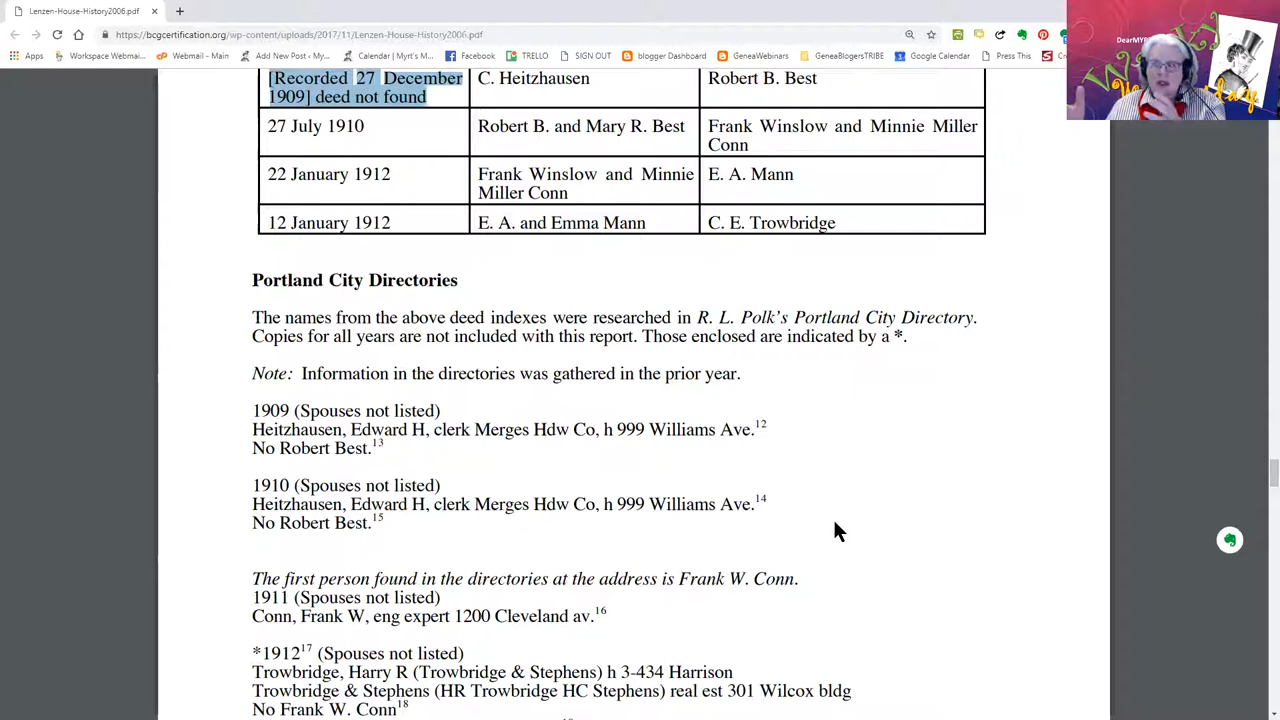 Lenzen-House-History2006.pdf
https://bcgcertification.org/wp-content/uploads/2017/11/Lenzen-House-History2006.pdf
Apps Workspace Webmai... Webmail - Main Add New Post ‹ My... Calendar | Myrt's M... Facebook TRELLO SIGN OUT blogger Dashboard GeneaWebinars GeneaBloggersTRIBE Google Calendar Press This
DearMYR
[Recorded 27 December 1909] deed not found
C. Heitzhausen
Robert B. Best
27 July 1910
Robert B. and Mary R. Best
Frank Winslow and Minnie Miller Conn
22 January 1912
Frank Winslow and Minnie Miller Conn
E. A. Mann
12 January 1912
E. A. and Emma Mann
C. E. Trowbridge
Portland City Directories
The names from the above deed indexes were researched in R. L. Polk's Portland City Directory.
Copies for all years are not included with this report. Those enclosed are indicated by a *.
Note: Information in the directories was gathered in the prior year.
1909 (Spouses not listed)
Heitzhausen, Edward H, clerk Merges Hdw Co, h 999 Williams Ave.12
No Robert Best.13
1910 (Spouses not listed)
Heitzhausen, Edward H, clerk Merges Hdw Co, h 999 Williams Ave.14
No Robert Best.15
The first person found in the directories at the address is Frank W. Conn.
1911 (Spouses not listed)
Conn, Frank W, eng expert 1200 Cleveland av.16
*191217 (Spouses not listed)
Trowbridge, Harry R (Trowbridge & Stephens) h 3-434 Harrison
Trowbridge & Stephens (HR Trowbridge HC Stephens) real est 301 Wilcox bldg
No Frank W. Conn18